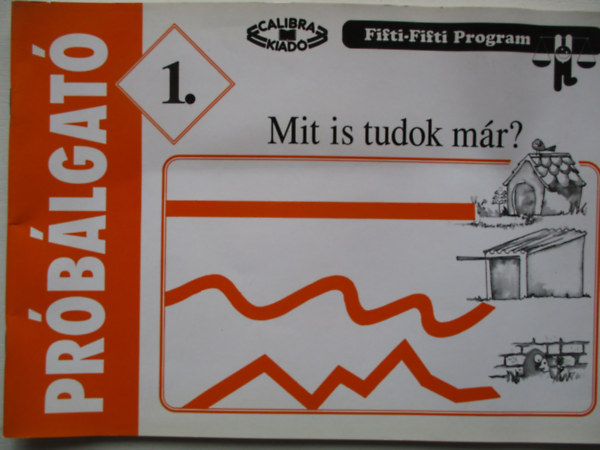 PRÓBÁLGATÓ
1.
CALIBRA
KIADÓ
Fifti-Fifti Program
Mit is tudok már?